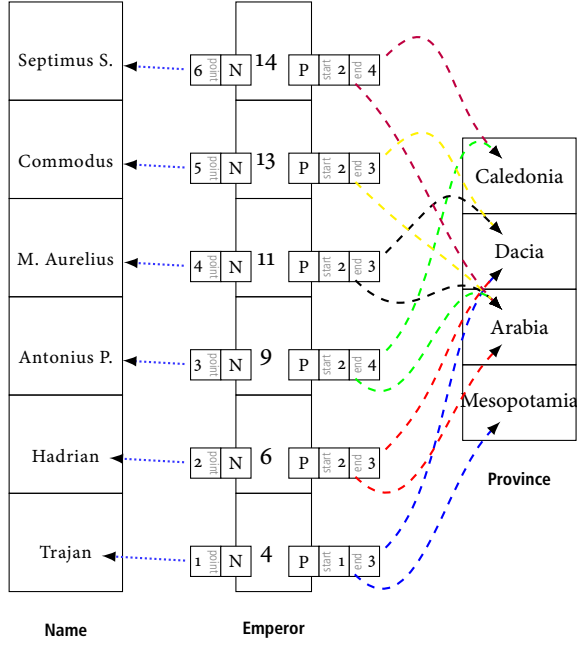 Septimus S.
6 point N 14 P start 2 end 4
Commodus
5 point N 13 P start 2 end 3
Caledonia
M. Aurelius
4 point N 11 P start 2 end 3
Dacia
Arabia
Antonius P.
3 point N 9 P start 2 end 4
Mesopotamia
Hadrian
2 point N 6 P start 2 end 3
Province
Trajan
1 point N 4 P start 1 end 3
Name
Emperor